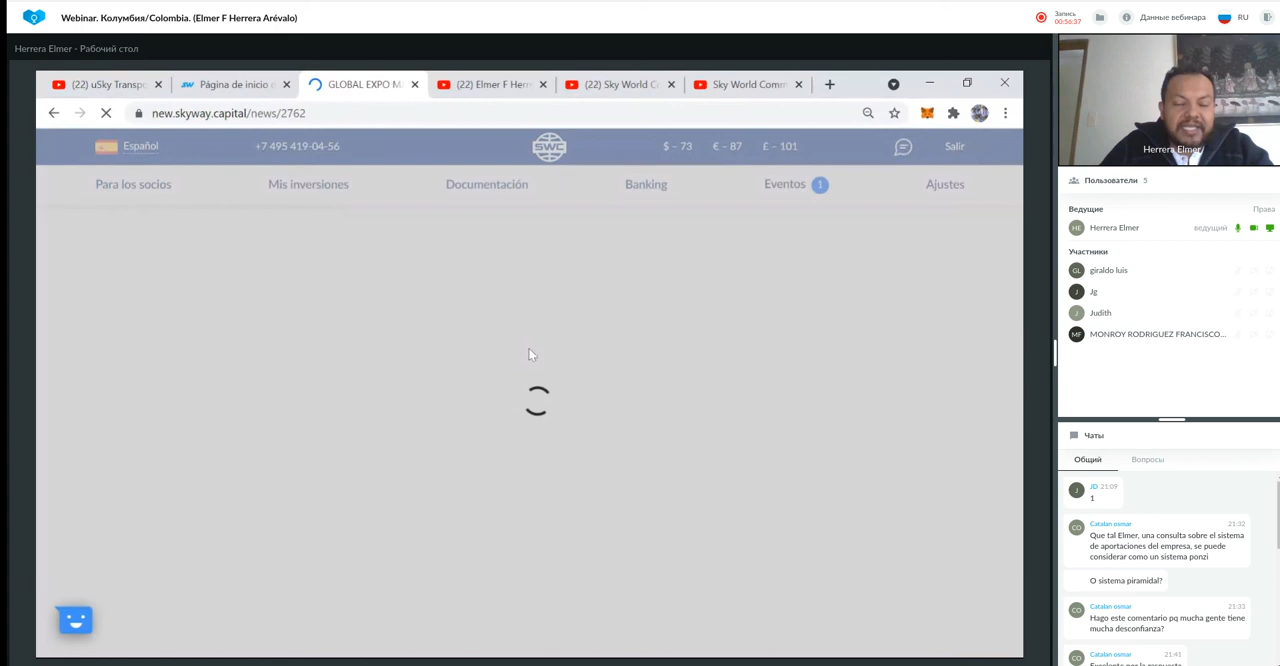 Webinar. Колумбия/Colombia. (Elmer F Herrera Arévalo)
Запись
00:56:37
Данные вебинара
RU
Herrera Elmer - Рабочий стол
(22) uSky Transpo
Página de inicio d
GLOBAL EXPO M
(22) Elmer F Herr
(22) Sky World C
Sky World Comm
new.skyway.capital/news/2762
Español
+7 495 419-04-56
SWC
$ – 73
€ – 87
£ – 101
Salir
Para los socios
Mis inversiones
Documentación
Banking
Eventos 1
Ajustes
Herrera Elmer
Пользователи 5
Ведущие
Права
HE
Herrera Elmer
ведущий
Участники
GL
giraldo luis
J
Jg
J
Judith
MF
MONROY RODRIGUEZ FRANCISCO...
Чаты
Общий
Вопросы
J
JD 21:09
1
CO
Catalan osmar
21:32
Que tal Elmer, una consulta sobre el sistema
de aportaciones del empresa, se puede
considerar como un sistema ponzi
O sistema piramidal?
CO
Catalan osmar
21:33
Hago este comentario pq mucha gente tiene
mucha desconfianza?
CO
Catalan osmar
21:41
Excelente por la respuesta